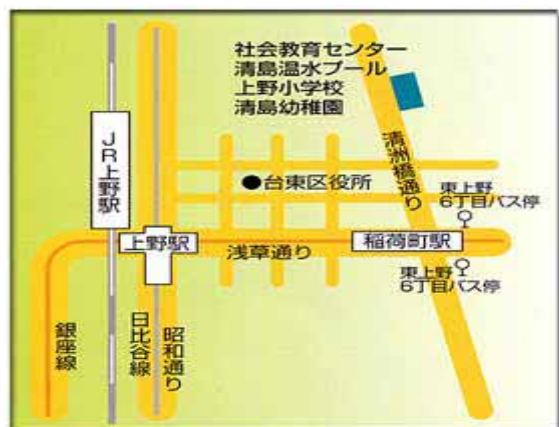 社会教育センター
清島温水プール
上野小学校
清島幼稚園
JR上野駅
清洲橋通り
台東区役所
東上野
6丁目バス停
上野駅
浅草通り
稲荷町駅
東上野
6丁目バス停
銀座線
日比谷線
昭和通り